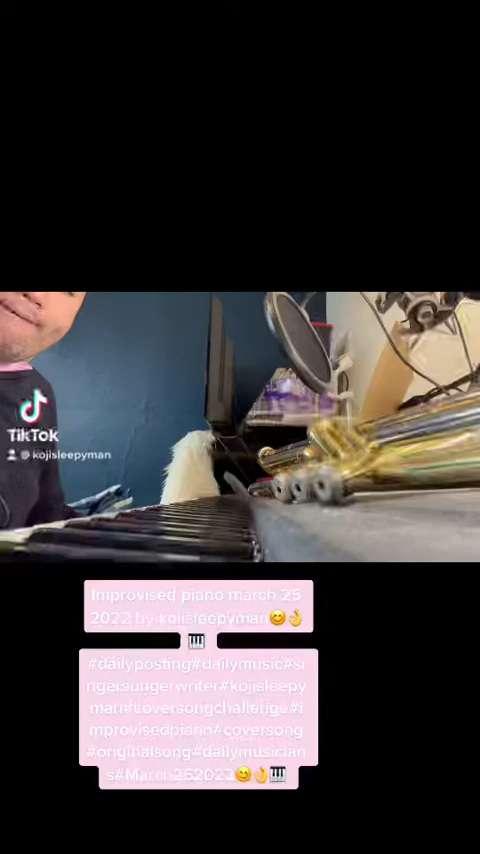 TikTok
@kojisleepyman
Improvised piano march 25
2022 by kojisleepyman😊👌
🎹
#dailyposting#dailymusic#si
ngersungerwriter#kojisleepy
man#coversongchallenge#i
mprovisedpiano#coversong
#originalsong#dailymusician
s#March252022😊👌🎹